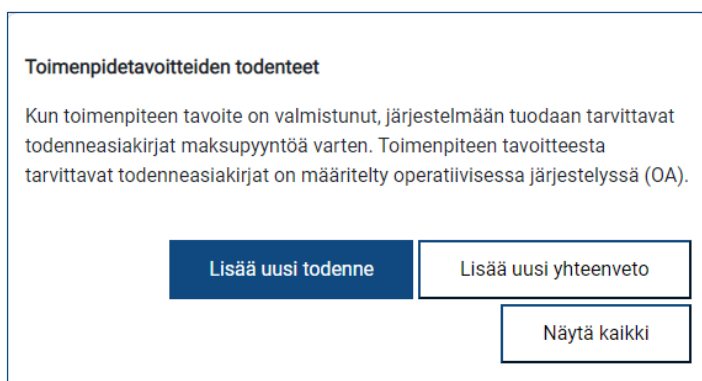 Toimenpidetavoitteiden todenteet
Kun toimenpiteen tavoite on valmistunut, järjestelmään tuodaan tarvittavat
todenneasiakirjat maksupyyntöä varten. Toimenpiteen tavoitteesta
tarvittavat todenneasiakirjat on määritelty operatiivisessa järjestelyssä (OA).
Lisää uusi todenne
Lisää uusi yhteenveto
Näytä kaikki